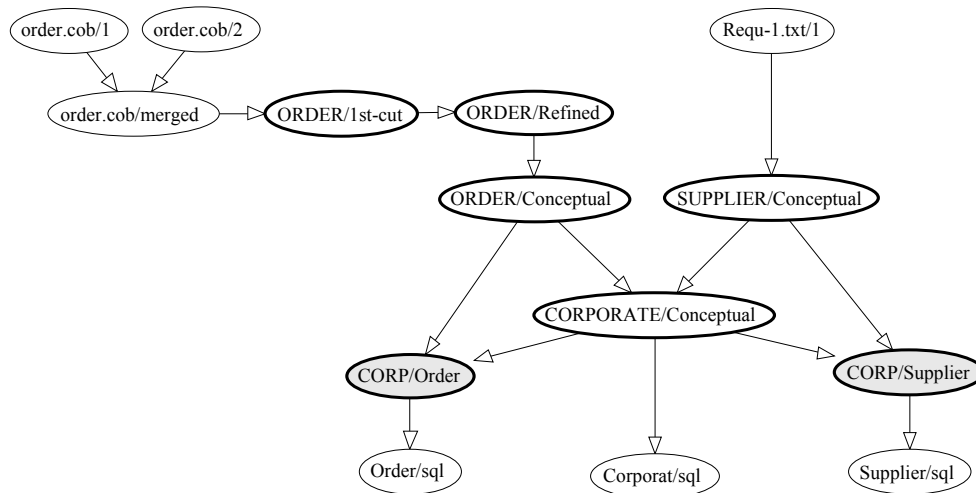 order.cob/1
order.cob/2
Requ-1.txt/1
order.cob/merged
ORDER/1st-cut
ORDER/Refined
ORDER/Conceptual
SUPPLIER/Conceptual
CORPORATE/Conceptual
CORP/Order
CORP/Supplier
Order/sql
Corporat/sql
Supplier/sql